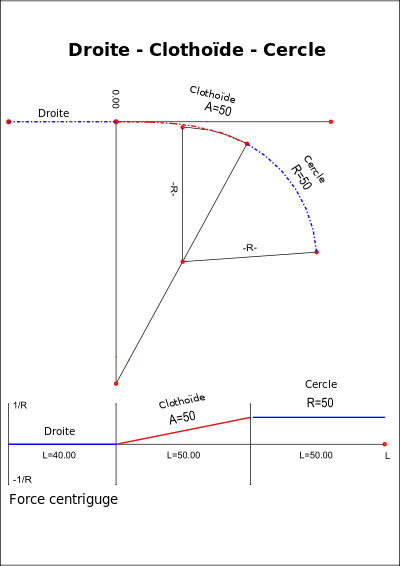 Droite - Clothoïde - Cercle
Clothoïde
A=50
0.00
Droite
Cercle
R=50
-R-
-R-
1/R
Clothoïde
A=50
Cercle
R=50
Droite
L=40.00
L=50.00
L=50.00
L
-1/R
Force centriguge